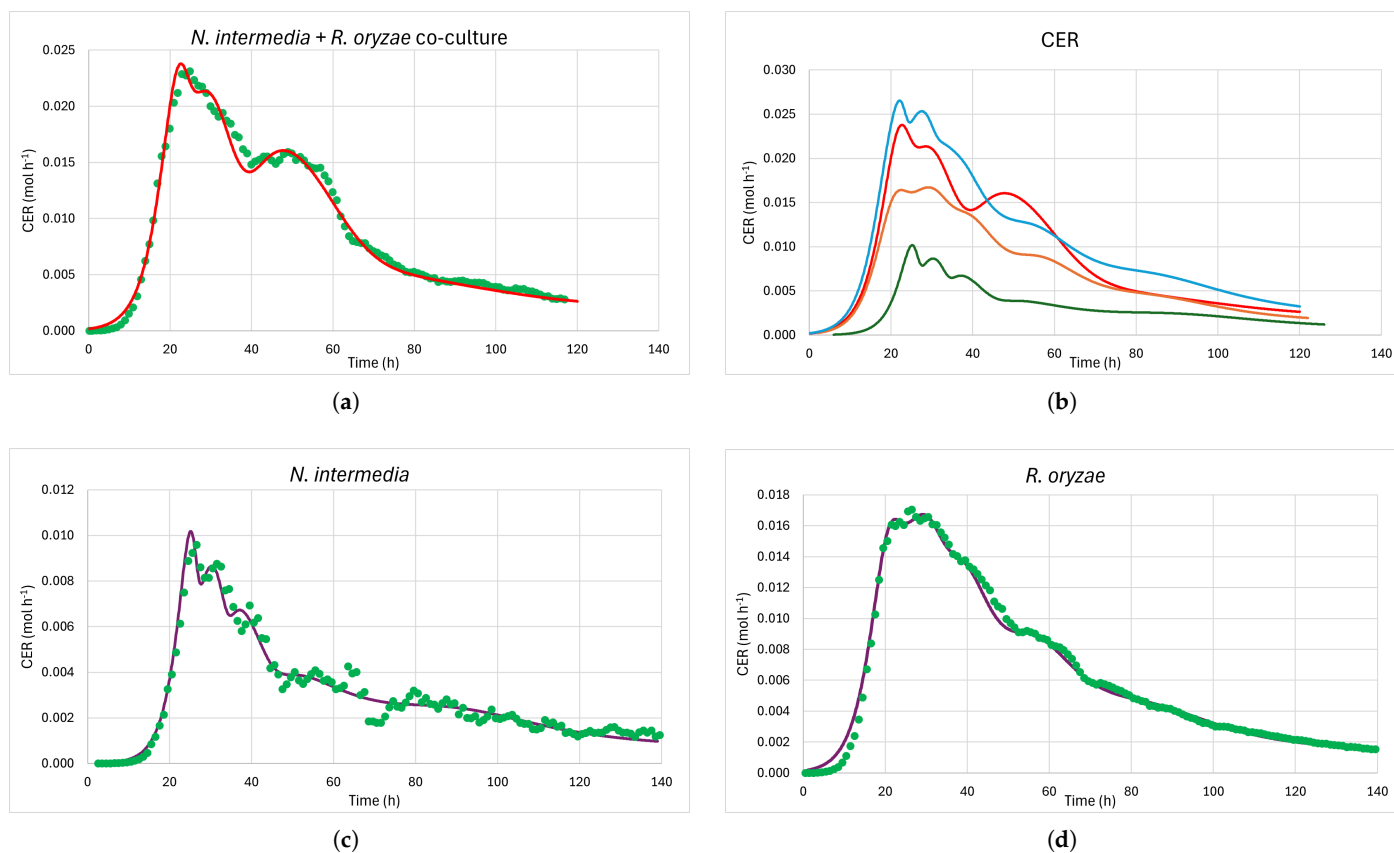 N. intermedia + R. oryzae co-culture
CER (mol h-1)
0.025
0.020
0.015
0.010
0.005
0.000
0 20 40 60 80 100 120 140
Time (h)
(a)
CER
CER (mol h-1)
0.030
0.025
0.020
0.015
0.010
0.005
0.000
0 20 40 60 80 100 120 140
Time (h)
(b)
N. intermedia
CER (mol h-1)
0.012
0.010
0.008
0.006
0.004
0.002
0.000
0 20 40 60 80 100 120 140
Time (h)
(c)
R. oryzae
CER (mol h-1)
0.018
0.016
0.014
0.012
0.010
0.008
0.006
0.004
0.002
0.000
0 20 40 60 80 100 120 140
Time (h)
(d)